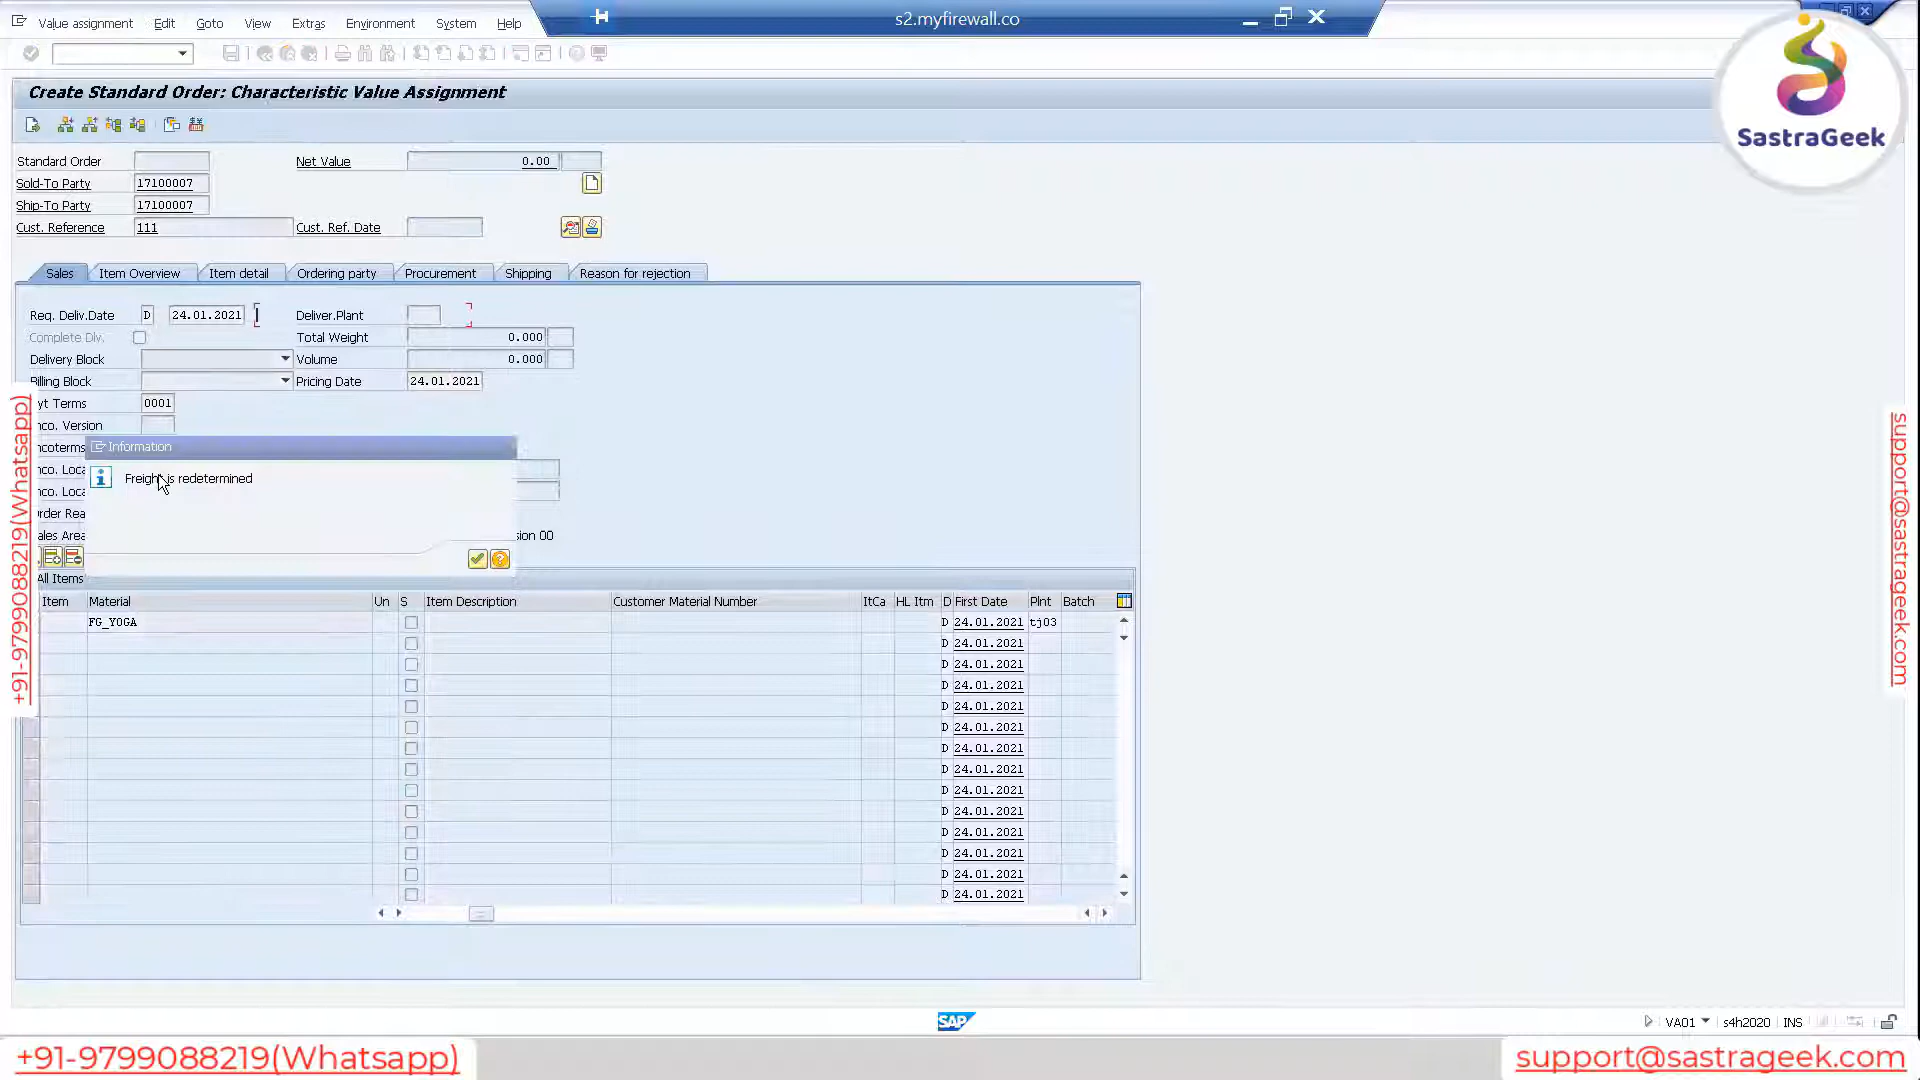 Value assignment Edit Goto View Extras Environment System Help
s2.myfirewall.co
SastraGeek
Create Standard Order: Characteristic Value Assignment
Standard Order
Net Value 0.00
Sold-To Party 17100007
Ship-To Party 17100007
Cust. Reference 111 Cust. Ref. Date
Sales Item Overview Item detail Ordering party Procurement Shipping Reason for rejection
Req. Deliv.Date D 24.01.2021 Deliver.Plant
Complete Dlv. Total Weight 0.000
Delivery Block Volume 0.000
Billing Block Pricing Date 24.01.2021
yt Terms 0001
nco. Version
ncoterms
nco. Loca
nco. Loca
rder Rea
ales Area sion 00
Information
Freight is redetermined
All Items
Item Material Un S Item Description Customer Material Number ItCa HL Itm D First Date Plnt Batch
FG_YOGA D 24.01.2021 tj03
D 24.01.2021
D 24.01.2021
D 24.01.2021
D 24.01.2021
D 24.01.2021
D 24.01.2021
D 24.01.2021
D 24.01.2021
D 24.01.2021
D 24.01.2021
D 24.01.2021
D 24.01.2021
D 24.01.2021
SAP
VA01 s4h2020 INS
+91-9799088219(Whatsapp)
support@sastrageek.com
+91-9799088219(Whatsapp)
support@sastrageek.com